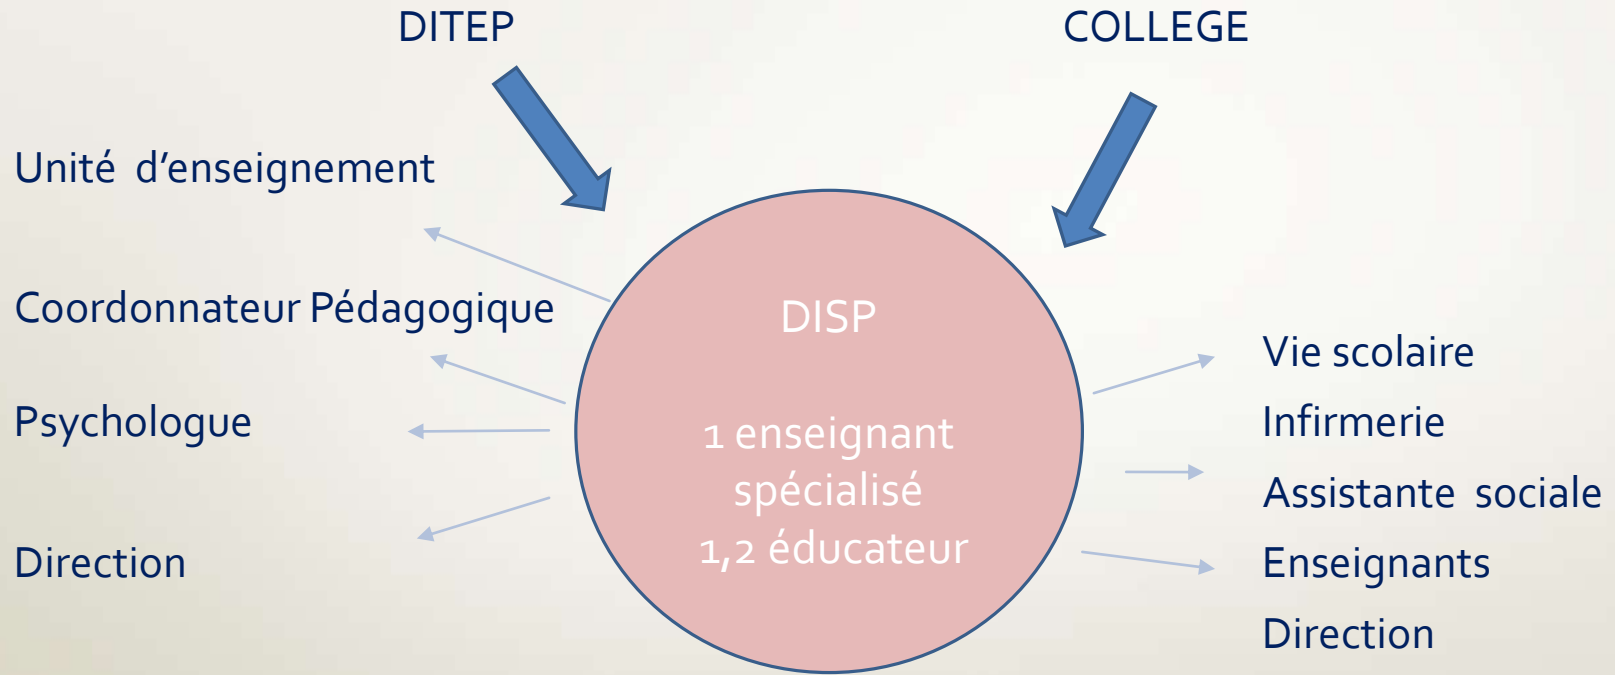 DITEP
COLLEGE
Unité d'enseignement
Coordonnateur Pédagogique
Psychologue
Direction
DISP
1 enseignant
spécialisé
1,2 éducateur
Vie scolaire
Infirmerie
Assistante sociale
Enseignants
Direction